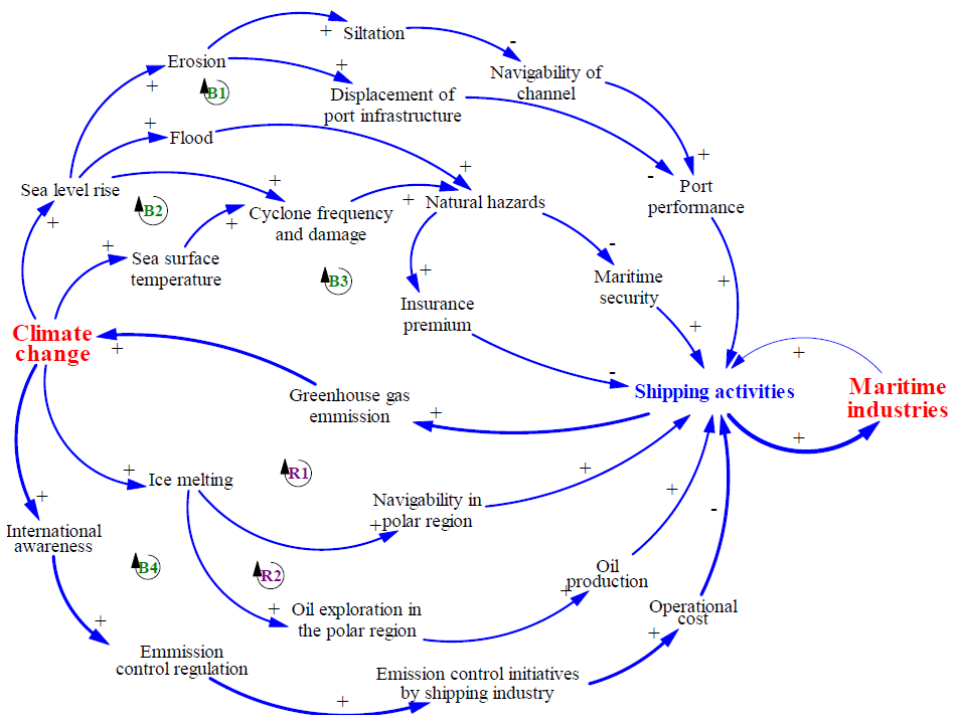 +
Siltation
-
Erosion
+
Navigability of
channel
+
B1
Displacement of
port infrastructure
+
Flood
+
+
-
Port
performance
Sea level rise
+
+
Natural hazards
B2
Cyclone frequency
and damage
+
+
+
+
Sea surface
temperature
-
Maritime
security
B3
+
+
Insurance
premium
+
Climate
change
+
-
+
Shipping activities
Maritime
industries
Greenhouse gas
emmission
+
+
R1
+
Ice melting
+
Navigability in
polar region
+
+
+
-
International
awareness
B4
R2
Oil
production
+
+
Oil exploration in
the polar region
Operational
cost
+
+
Emmission
control regulation
Emission control initiatives
by shipping industry
+